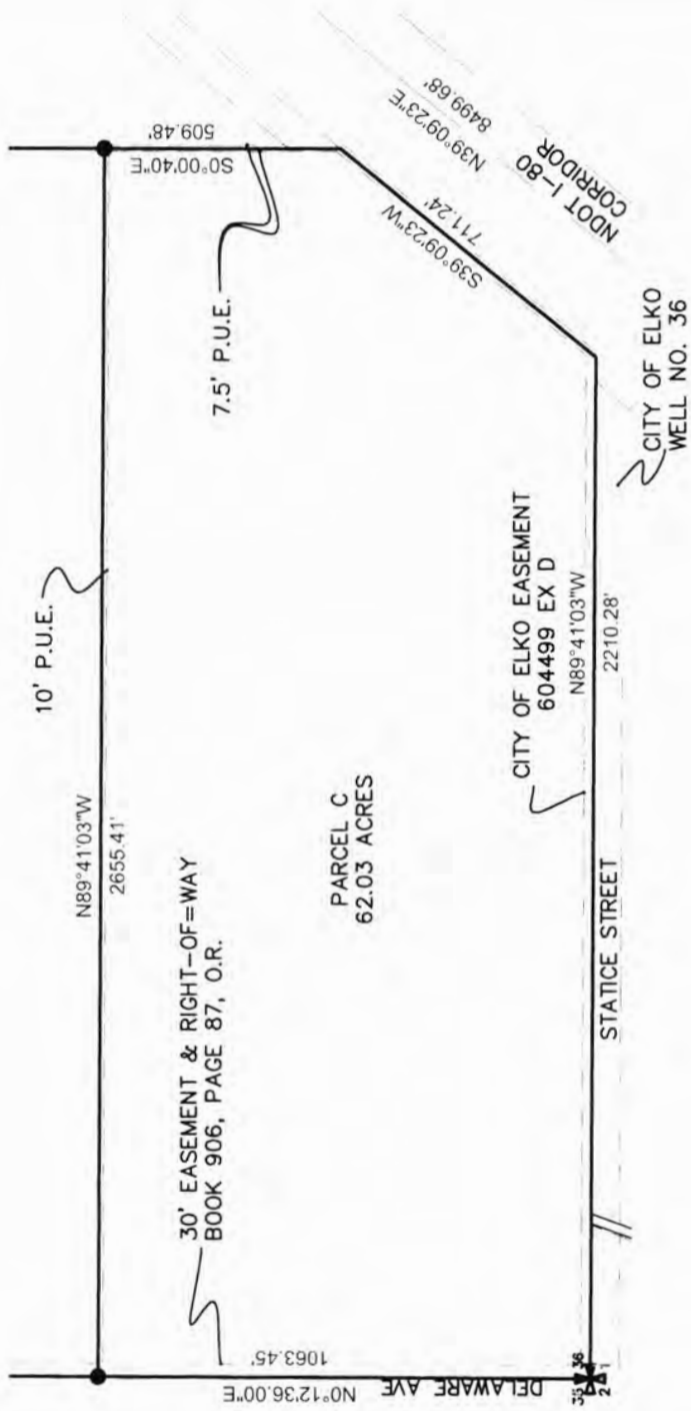 N89°41'03"W
2655.41'
10' P.U.E.
S0°00'40"E
509.48'
7.5' P.U.E.
30' EASEMENT & RIGHT-OF=WAY
BOOK 906, PAGE 87, O.R.
N0°12'36.00"E
1063.45'
DELAWARE AVE
PARCEL C
62.03 ACRES
S39°09'23"W
711.24'
N39°09'23"E
8499.68'
NDOT I-80
CORRIDOR
CITY OF ELKO EASEMENT
604499 EX D
N89°41'03"W
2210.28'
STATICE STREET
CITY OF ELKO
WELL NO. 36
35 36
2 1